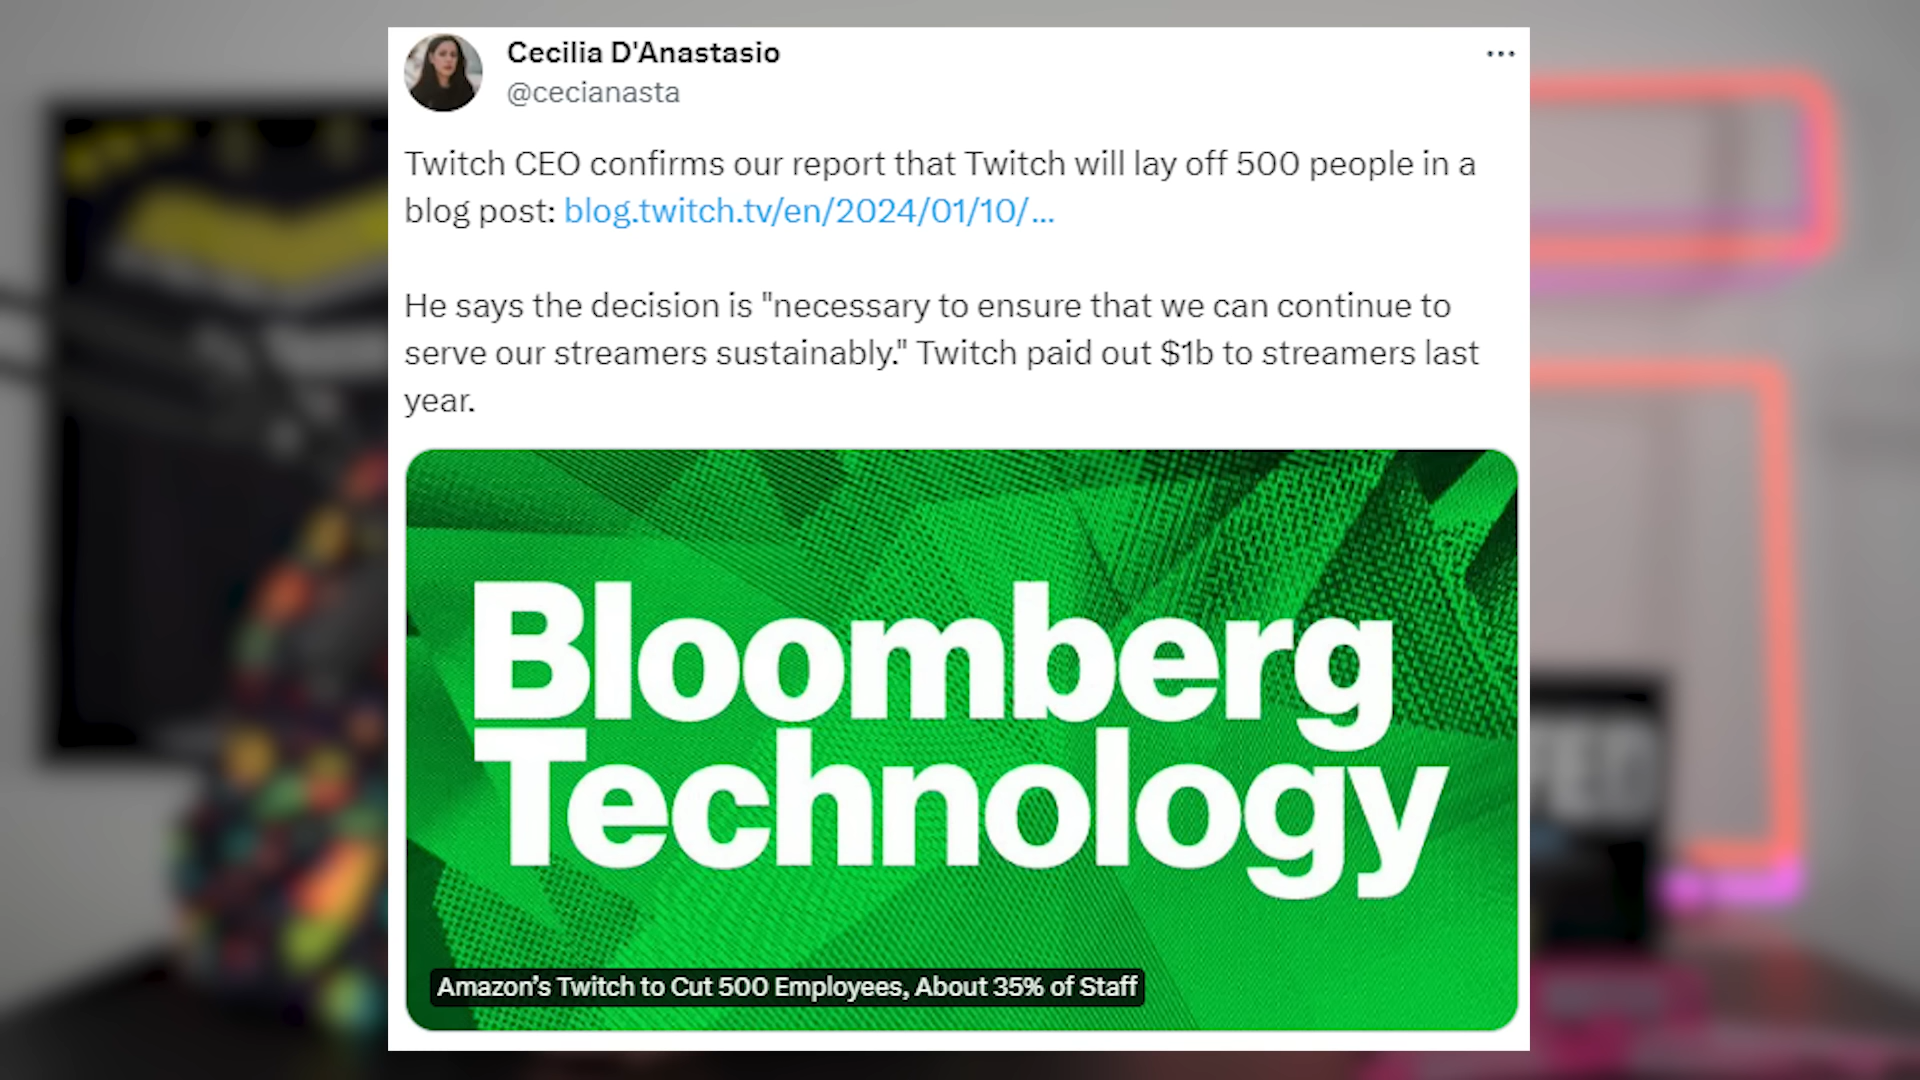 Cecilia D'Anastasio
@cecianasta
Twitch CEO confirms our report that Twitch will lay off 500 people in a
blog post: blog.twitch.tv/en/2024/01/10/...
He says the decision is "necessary to ensure that we can continue to
serve our streamers sustainably." Twitch paid out $1b to streamers last
year.
Bloomberg
Technology
Amazon's Twitch to Cut 500 Employees, About 35% of Staff